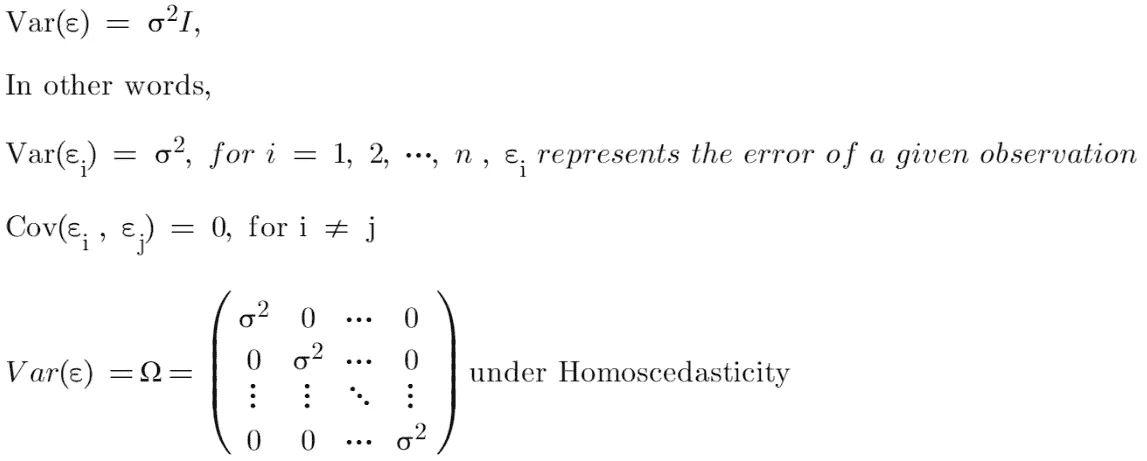 Var(ε) = σ²I,
In other words,
Var(εᵢ) = σ², for i = 1, 2, ⋯, n , εᵢ represents the error of a given observation
Cov(εᵢ , εⱼ) = 0, for i ≠ j
σ² 0 ⋯ 0
0 σ² ⋯ 0
Var(ε) = Ω = under Homoscedasticity
⋮ ⋮ ⋱ ⋮
0 0 ⋯ σ²